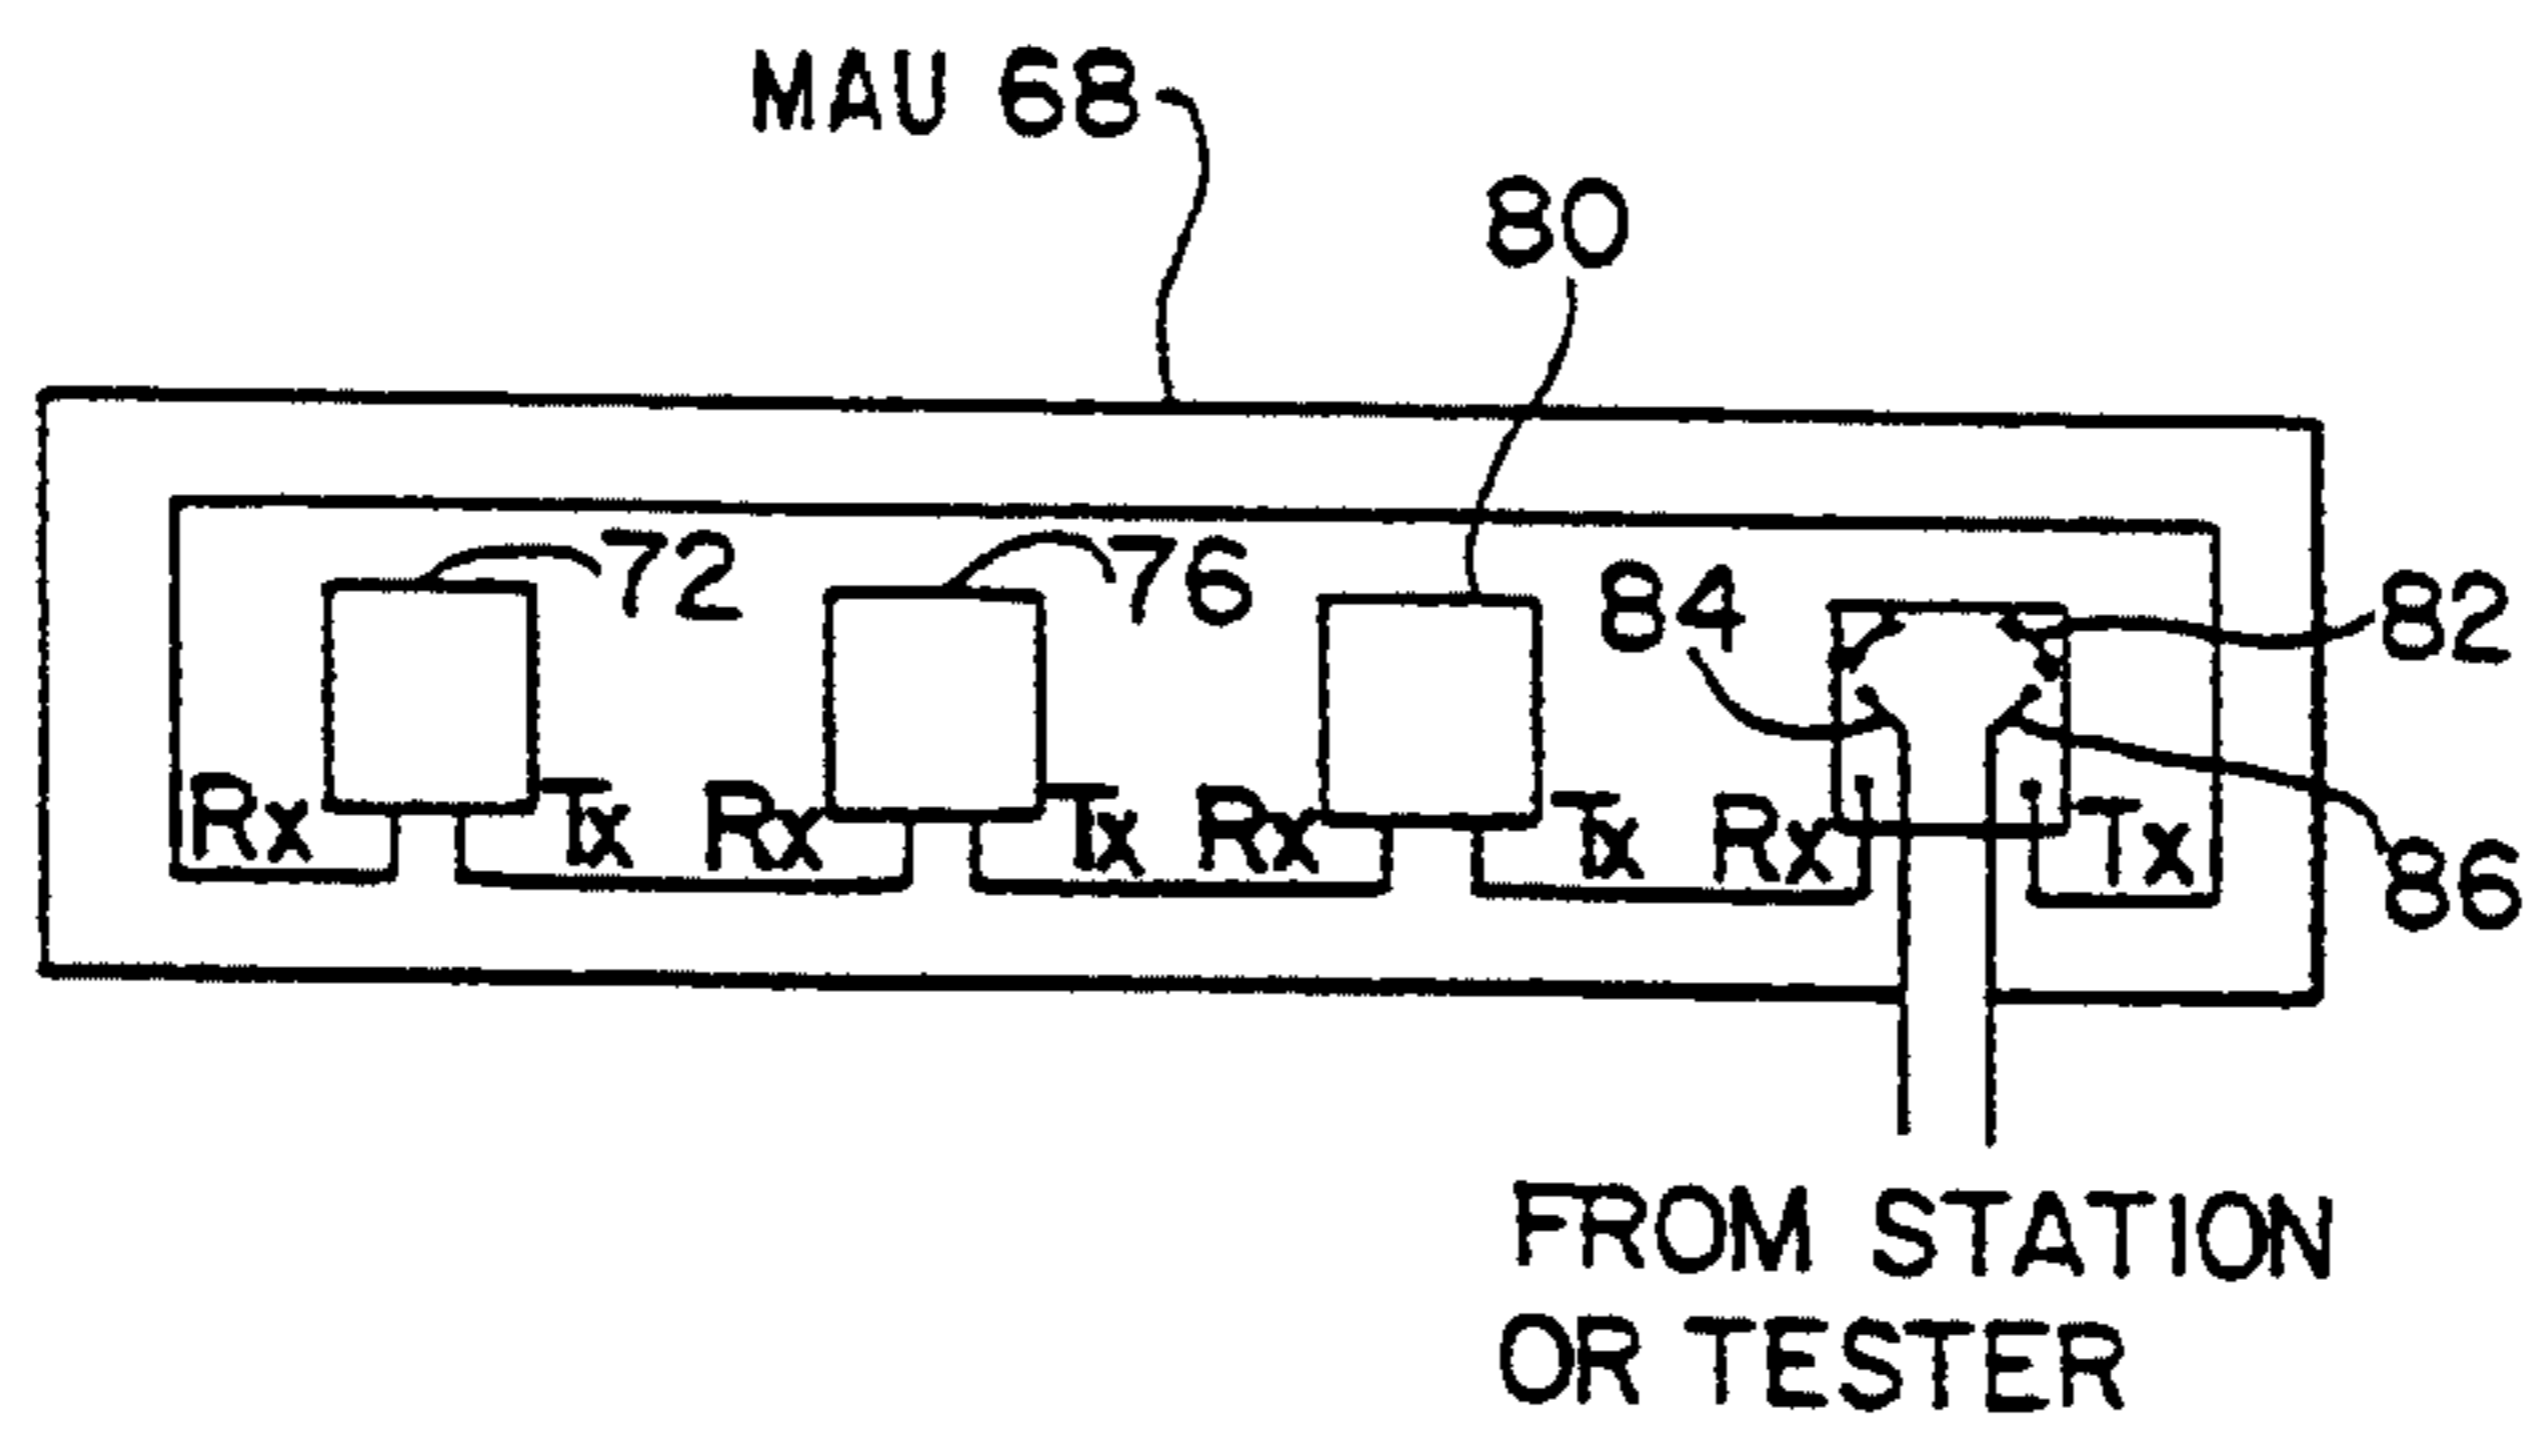 MAU 68
80
72
76
84
82
Rx Tx Rx Tx Rx Tx Rx Tx
86
FROM STATION
OR TESTER